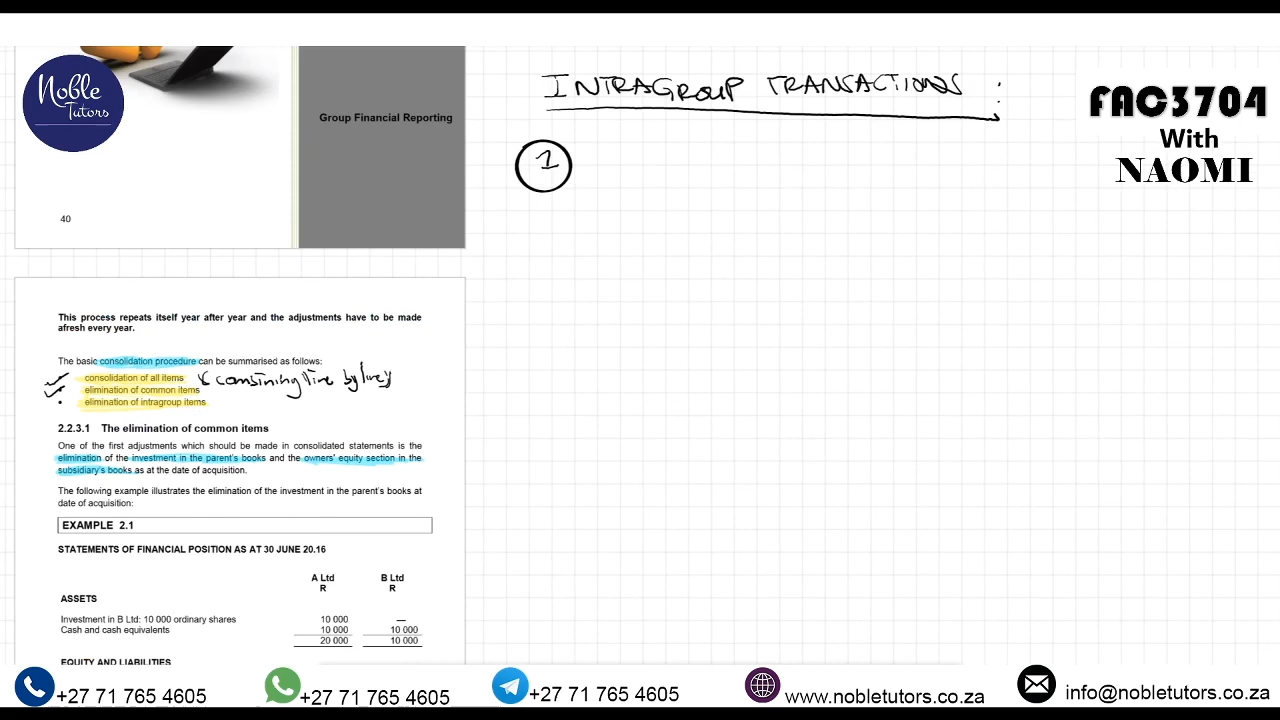 Noble
Tutors
Group Financial Reporting
40
INTRAGROUP TRANSACTIONS :
1
FAC3704
With
NAOMI
This process repeats itself year after year and the adjustments have to be made
afresh every year.
The basic consolidation procedure can be summarised as follows:
• consolidation of all items (combining line by line)
• elimination of common items
• elimination of intragroup items
2.2.3.1 The elimination of common items
One of the first adjustments which should be made in consolidated statements is the
elimination of the investment in the parent's books and the owners' equity section in the
subsidiary's books as at the date of acquisition.
The following example illustrates the elimination of the investment in the parent's books at
date of acquisition:
EXAMPLE 2.1
STATEMENTS OF FINANCIAL POSITION AS AT 30 JUNE 20.16
A Ltd B Ltd
R R
ASSETS
Investment in B Ltd: 10 000 ordinary shares 10 000 —
Cash and cash equivalents 10 000 10 000
20 000 10 000
EQUITY AND LIABILITIES
+27 71 765 4605
+27 71 765 4605
+27 71 765 4605
www.nobletutors.co.za
info@nobletutors.co.za